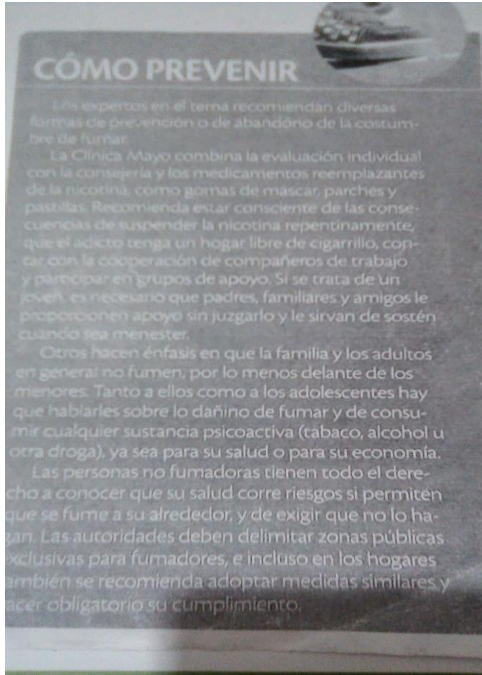 CÓMO PREVENIR
Los expertos en el tema recomiendan diversas
formas de prevención o de abandono de la costum-
bre de fumar.
La Clínica Mayo combina la evaluación individual
con la consejería y los medicamentos reemplazantes
de la nicotina, como gomas de mascar, parches y
pastillas. Recomienda estar consciente de las conse-
cuencias de suspender la nicotina repentinamente,
que el adicto tenga un hogar libre de cigarrillo, con-
tar con la cooperación de compañeros de trabajo
y participar en grupos de apoyo. Si se trata de un
joven, es necesario que padres, familiares y amigos le
proporcionen apoyo sin juzgarlo y le sirvan de sostén
cuando sea menester.
Otros hacen énfasis en que la familia y los adultos
en general no fumen, por lo menos delante de los
menores. Tanto a ellos como a los adolescentes hay
que hablarles sobre lo dañino de fumar y de consu-
mir cualquier sustancia psicoactiva (tabaco, alcohol u
otra droga), ya sea para su salud o para su economía.
Las personas no fumadoras tienen todo el dere-
cho a conocer que su salud corre riesgos si permiten
que se fume a su alrededor, y de exigir que no lo ha-
gan. Las autoridades deben delimitar zonas públicas
xclusivas para fumadores, e incluso en los hogares
ambién se recomienda adoptar medidas similares y
acer obligatorio su cumplimiento.